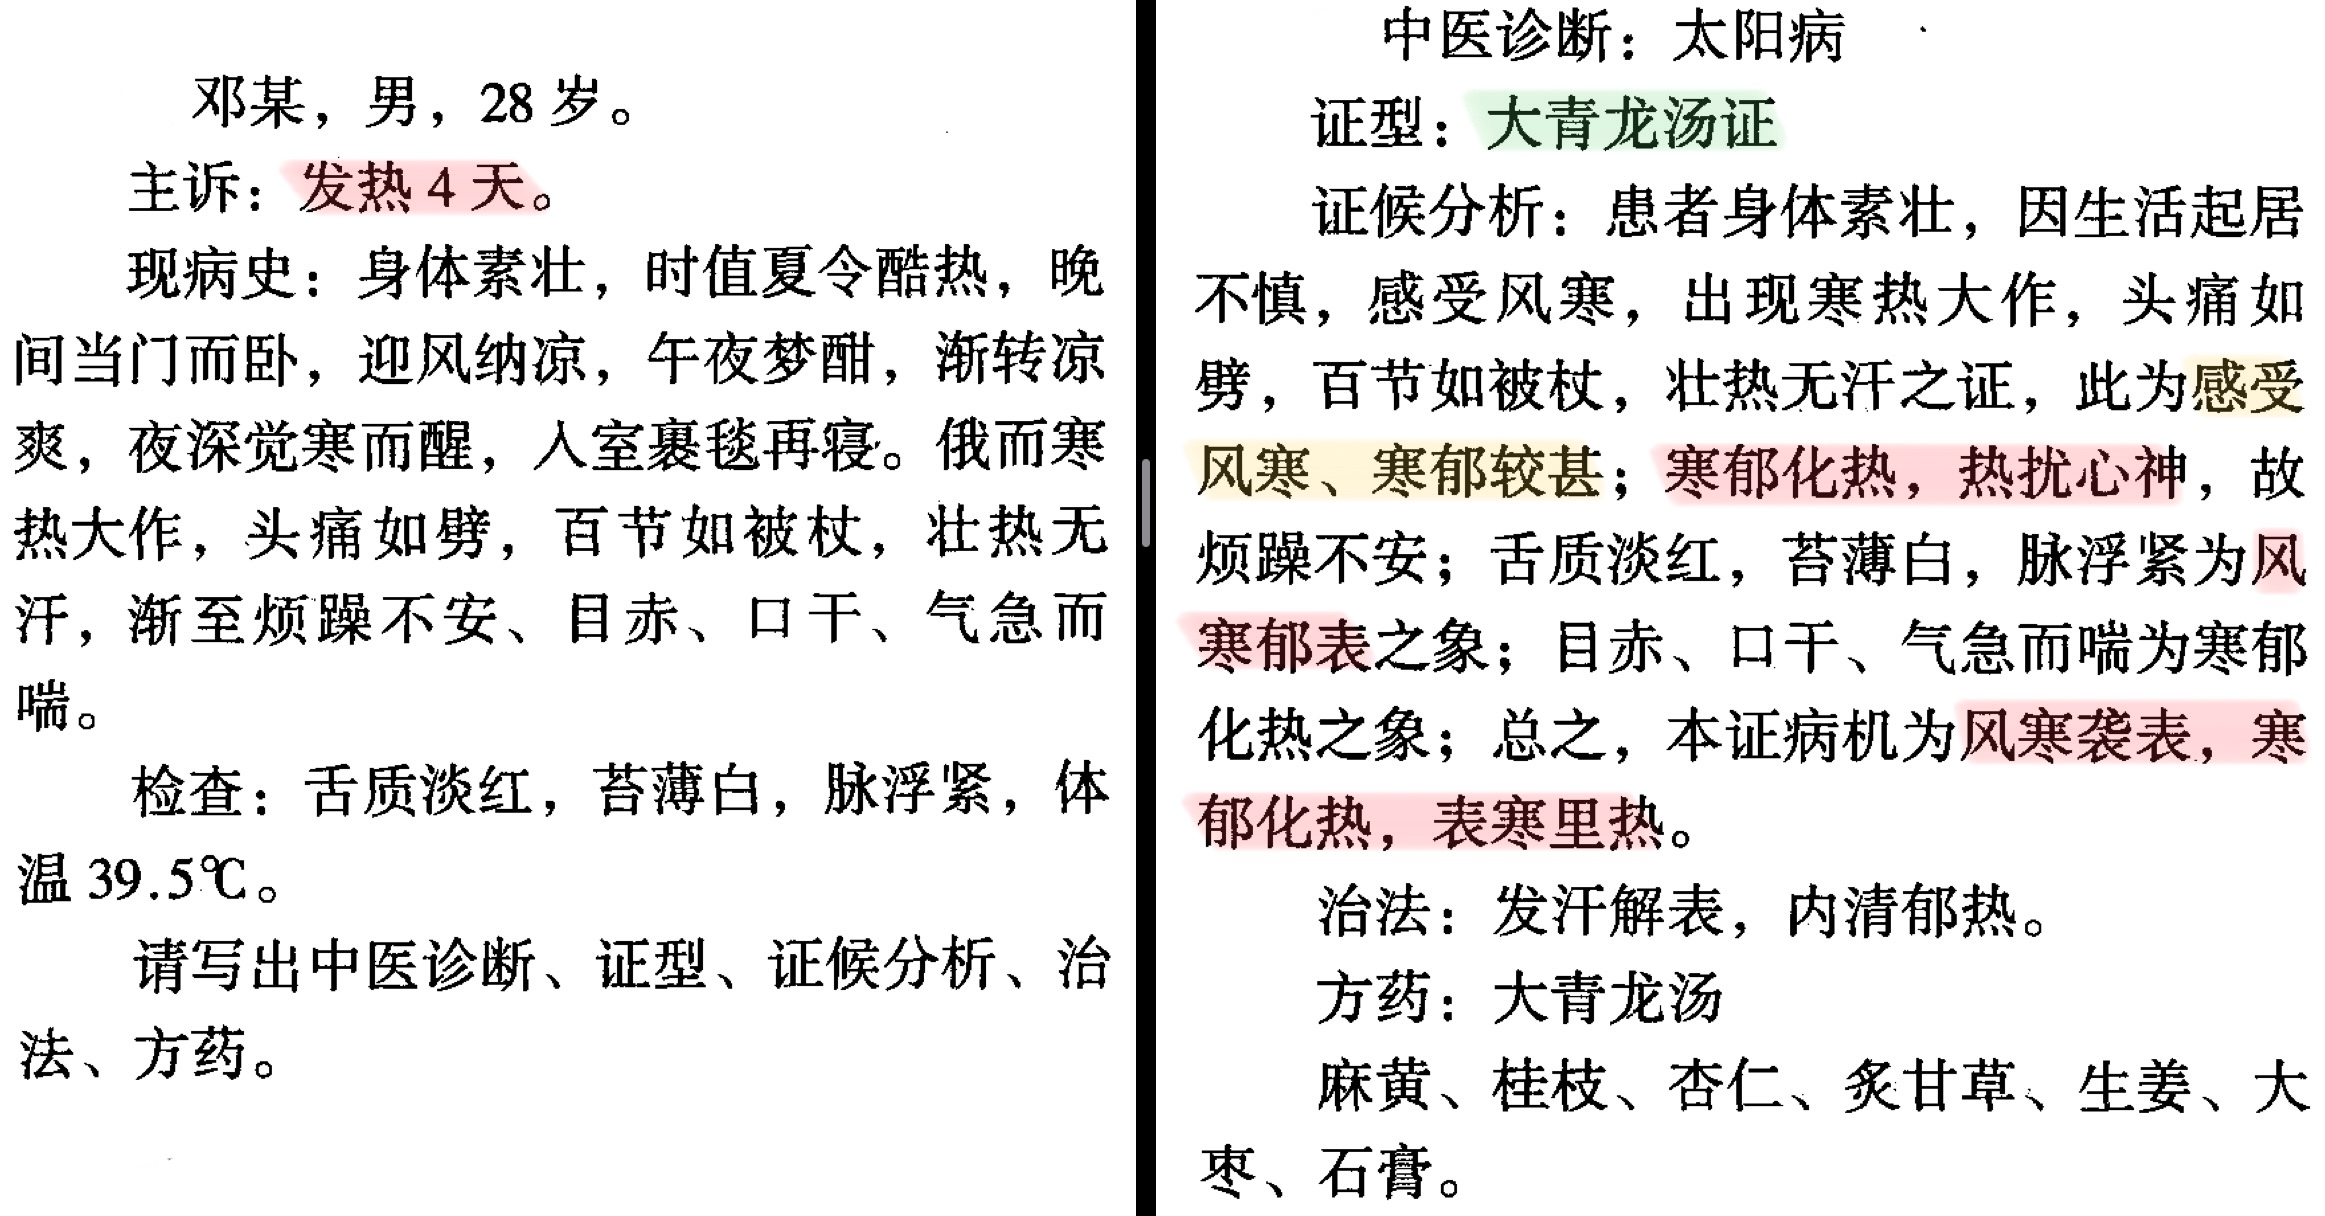 邓某，男，28 岁。
主诉：发热 4 天。
现病史：身体素壮，时值夏令酷热，晚
间当门而卧，迎风纳凉，午夜梦酣，渐转凉
爽，夜深觉寒而醒，入室裹毯再寝。俄而寒
热大作，头痛如劈，百节如被杖，壮热无
汗，渐至烦躁不安、目赤、口干、气急而
喘。
检查：舌质淡红，苔薄白，脉浮紧，体
温 39.5℃。
请写出中医诊断、证型、证候分析、治
法、方药。
中医诊断：太阳病
证型：大青龙汤证
证候分析：患者身体素壮，因生活起居
不慎，感受风寒，出现寒热大作，头痛如
劈，百节如被杖，壮热无汗之证，此为感受
风寒、寒郁较甚；寒郁化热，热扰心神，故
烦躁不安；舌质淡红，苔薄白，脉浮紧为风
寒郁表之象；目赤、口干、气急而喘为寒郁
化热之象；总之，本证病机为风寒袭表，寒
郁化热，表寒里热。
治法：发汗解表，内清郁热。
方药：大青龙汤
麻黄、桂枝、杏仁、炙甘草、生姜、大
枣、石膏。